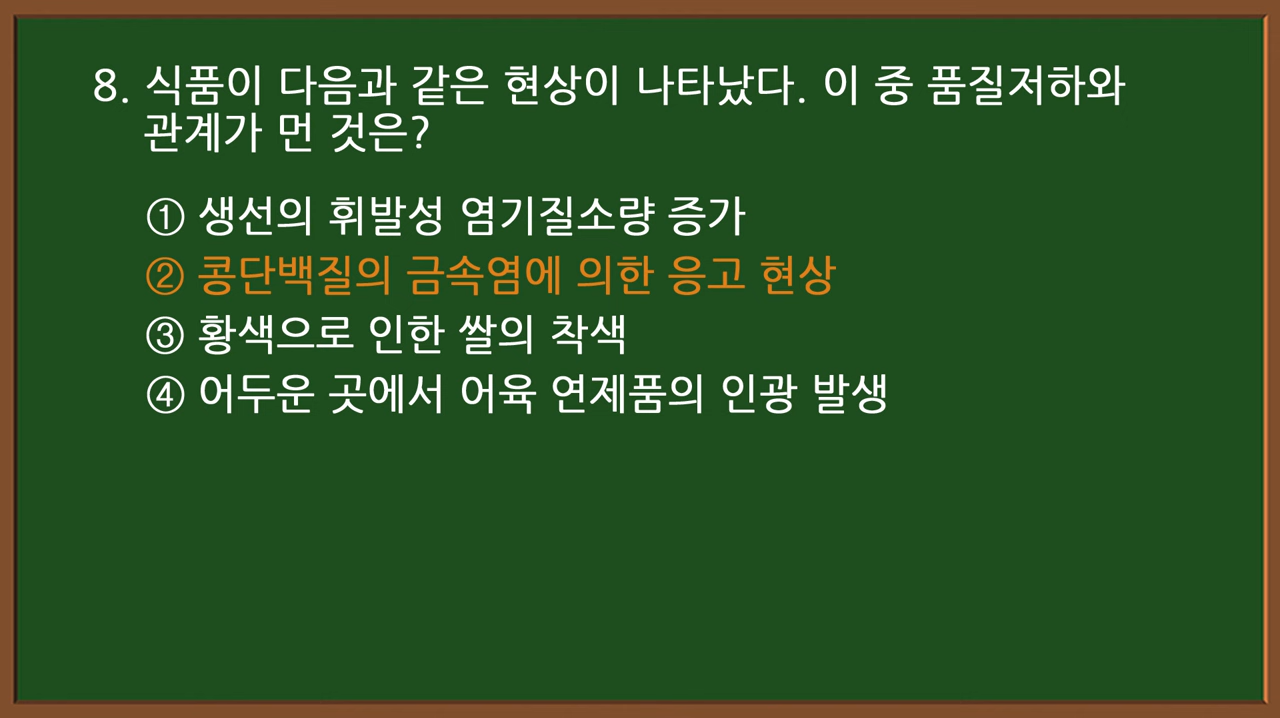 8. 식품이 다음과 같은 현상이 나타났다. 이 중 품질저하와
관계가 먼 것은?
① 생선의 휘발성 염기질소량 증가
② 콩단백질의 금속염에 의한 응고 현상
③ 황색으로 인한 쌀의 착색
④ 어두운 곳에서 어육 연제품의 인광 발생